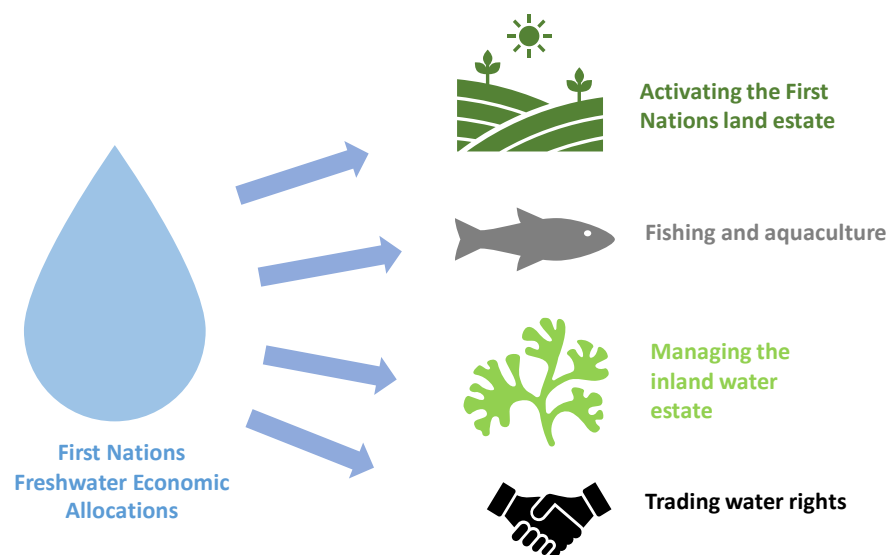 Activating the First
Nations land estate
Fishing and aquaculture
Managing the
inland water
estate
First Nations
Freshwater Economic
Allocations
Trading water rights